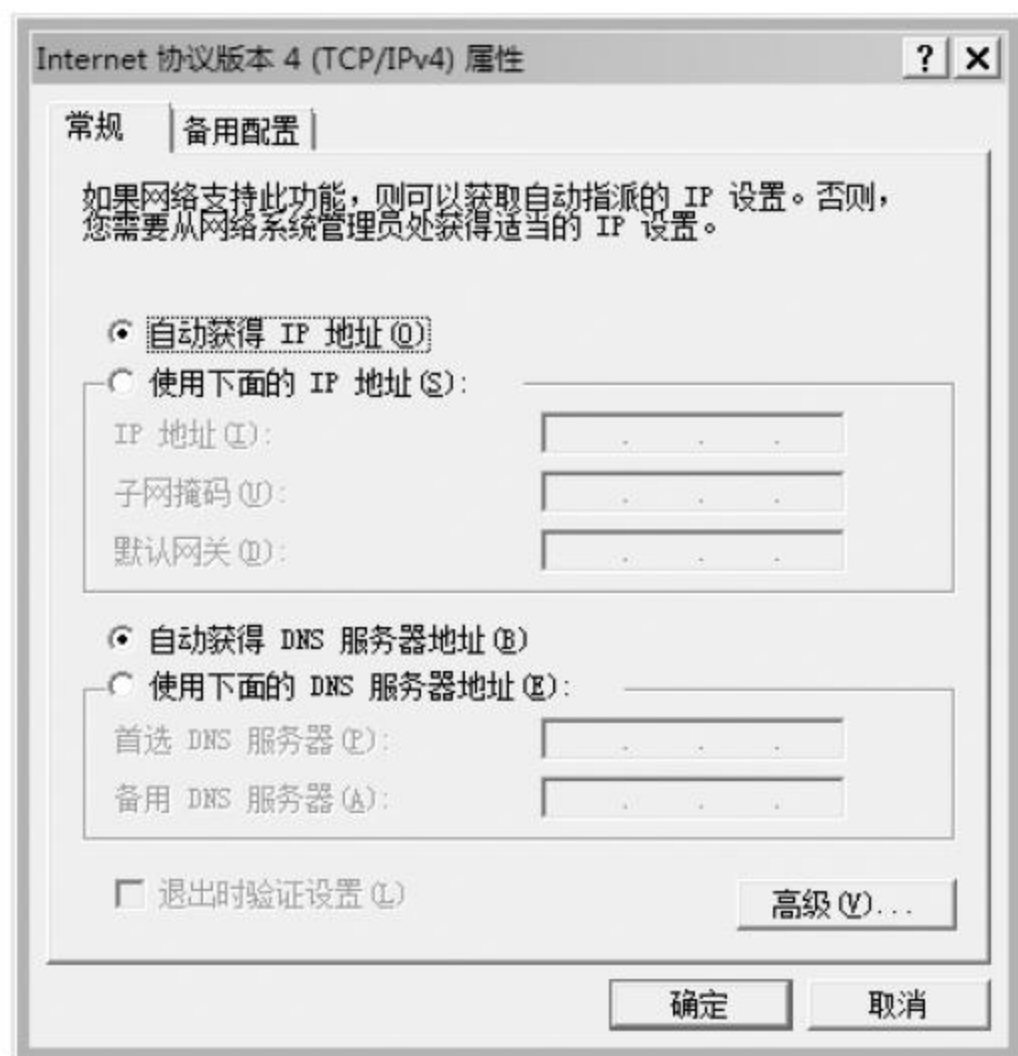 Internet 协议版本 4 (TCP/IPv4) 属性
常规
备用配置
如果网络支持此功能，则可以获取自动指派的 IP 设置。否则，
您需要从网络系统管理员处获得适当的 IP 设置。
自动获得 IP 地址(O)
使用下面的 IP 地址(S):
IP 地址(I):
子网掩码(U):
默认网关(D):
自动获得 DNS 服务器地址(B)
使用下面的 DNS 服务器地址(E):
首选 DNS 服务器(P):
备用 DNS 服务器(A):
退出时验证设置(L)
高级(V)...
确定
取消